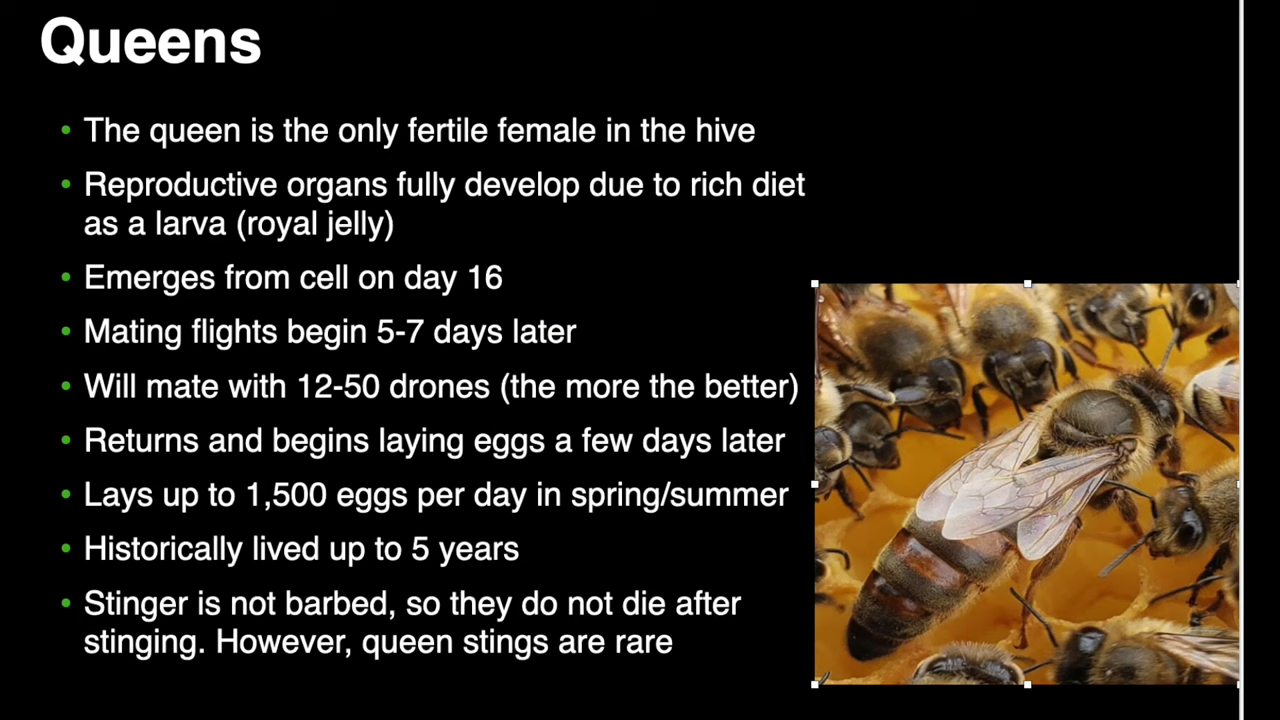 Queens
• The queen is the only fertile female in the hive
• Reproductive organs fully develop due to rich diet
as a larva (royal jelly)
• Emerges from cell on day 16
• Mating flights begin 5-7 days later
• Will mate with 12-50 drones (the more the better)
• Returns and begins laying eggs a few days later
• Lays up to 1,500 eggs per day in spring/summer
• Historically lived up to 5 years
• Stinger is not barbed, so they do not die after
stinging. However, queen stings are rare